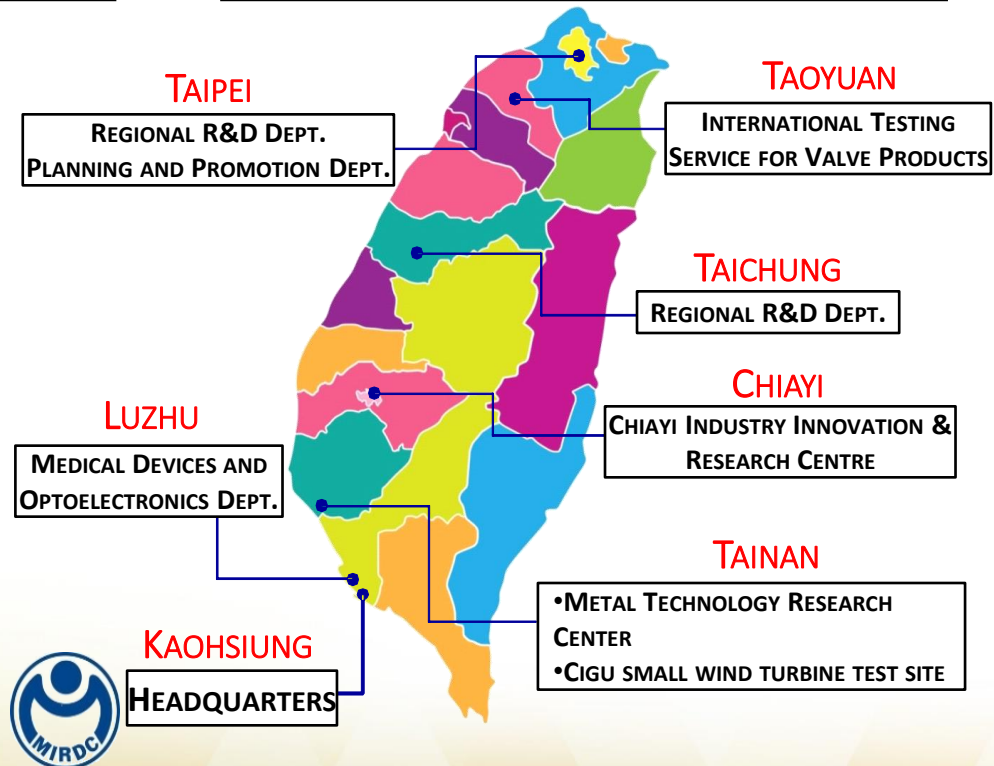 TAIPEI
REGIONAL R&D DEPT.
PLANNING AND PROMOTION DEPT.
TAOYUAN
INTERNATIONAL TESTING
SERVICE FOR VALVE PRODUCTS
TAICHUNG
REGIONAL R&D DEPT.
CHIAYI
CHIAYI INDUSTRY INNOVATION &
RESEARCH CENTRE
LUZHU
MEDICAL DEVICES AND
OPTOELECTRONICS DEPT.
TAINAN
•METAL TECHNOLOGY RESEARCH
CENTER
•CIGU SMALL WIND TURBINE TEST SITE
KAOHSIUNG
HEADQUARTERS
MIRDC